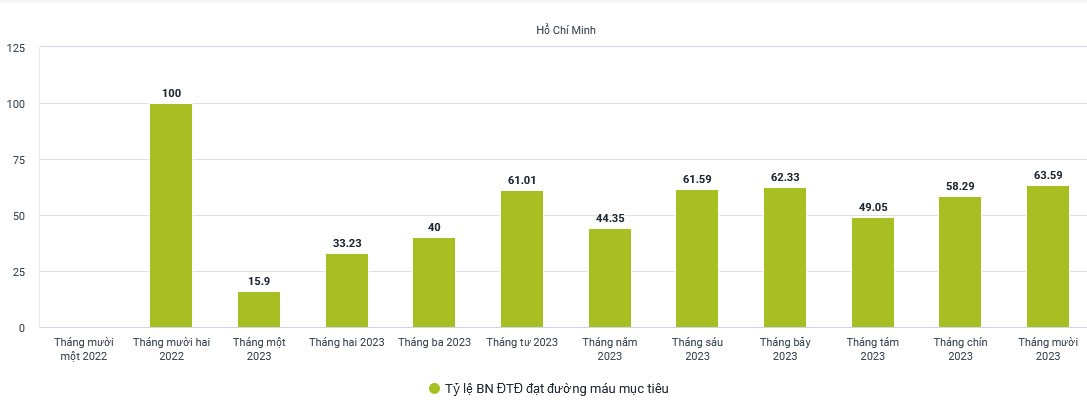 Hồ Chí Minh
125
100
75
50
25
0
100
15.9
33.23
40
61.01
44.35
61.59
62.33
49.05
58.29
63.59
Tháng mười
một 2022
Tháng mười hai
2022
Tháng một
2023
Tháng hai 2023
Tháng ba 2023
Tháng tư 2023
Tháng năm
2023
Tháng sáu
2023
Tháng bảy
2023
Tháng tám
2023
Tháng chín
2023
Tháng mười
2023
Tỷ lệ BN ĐTĐ đạt đường máu mục tiêu